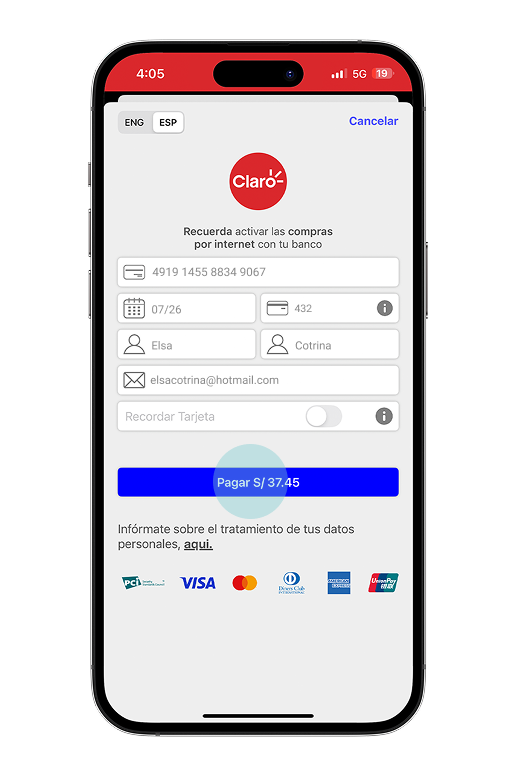 4:05
5G 19
ENG ESP
Cancelar
Claro
Recuerda activar las compras
por internet con tu banco
4919 1455 8834 9067
07/26
432
Elsa
Cotrina
elsacotrina@hotmail.com
Recordar Tarjeta
Pagar S/ 37.45
Infórmate sobre el tratamiento de tus datos
personales, aqui.
PCI
VISA
Diners Club
INTERNATIONAL
AMERICAN
EXPRESS
UnionPay
银联